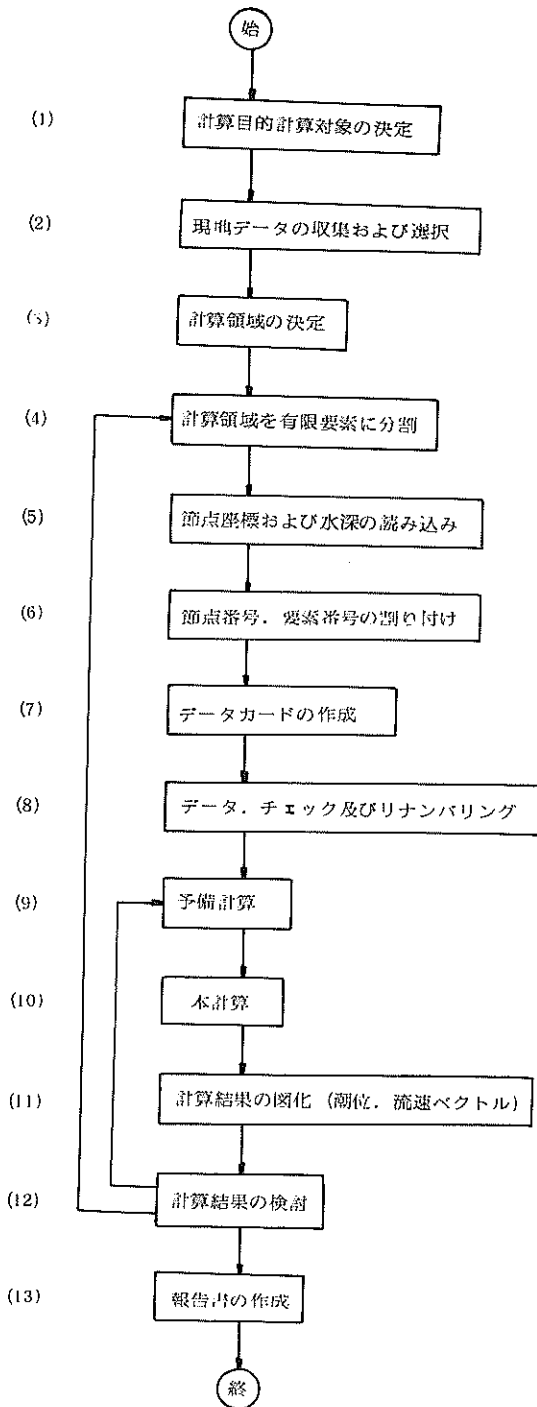 始
(1) 計算目的計算対象の決定
(2) 現地データの収集および選択
(3) 計算領域の決定
(4) 計算領域を有限要素に分割
(5) 節点座標および水深の読み込み
(6) 節点番号．要素番号の割り付け
(7) データカードの作成
(8) データ．チェック及びリナンバリング
(9) 予備計算
(10) 本計算
(11) 計算結果の図化（潮位．流速ベクトル）
(12) 計算結果の検討
(13) 報告書の作成
終